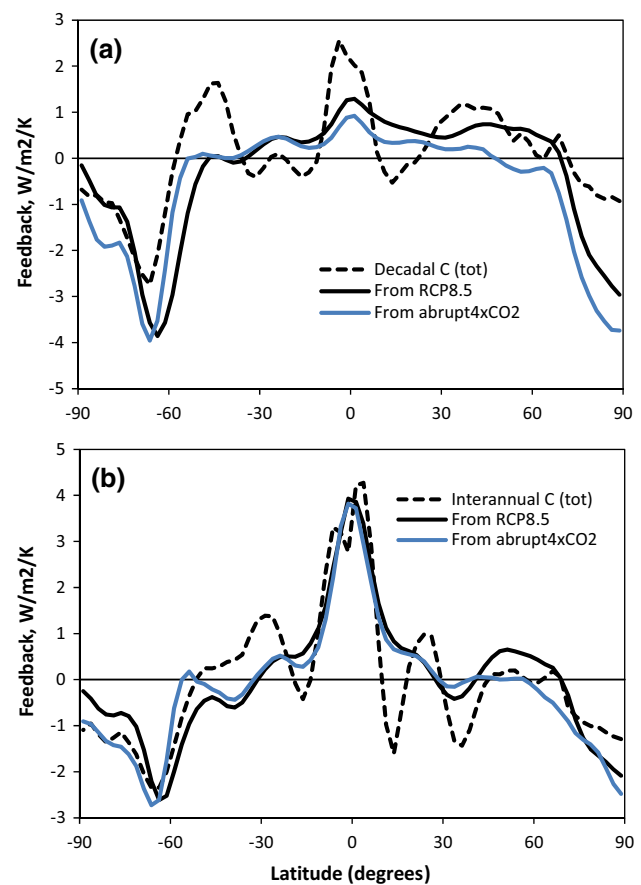 (a)
3
2
1
0
-1
-2
-3
-4
-5
Feedback, W/m2/K
Decadal C (tot)
From RCP8.5
From abrupt4xCO2
-90 -60 -30 0 30 60 90
(b)
5
4
3
2
1
0
-1
-2
-3
Feedback, W/m2/K
Interannual C (tot)
From RCP8.5
From abrupt4xCO2
-90 -60 -30 0 30 60 90
Latitude (degrees)